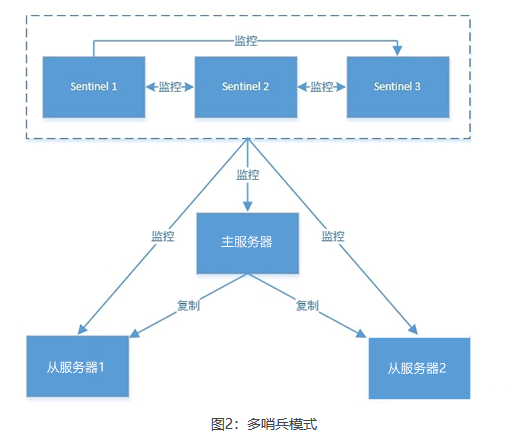 监控
Sentinel 1
监控
Sentinel 2
监控
Sentinel 3
监控
监控
主服务器
监控
复制
复制
从服务器1
从服务器2
图2：多哨兵模式